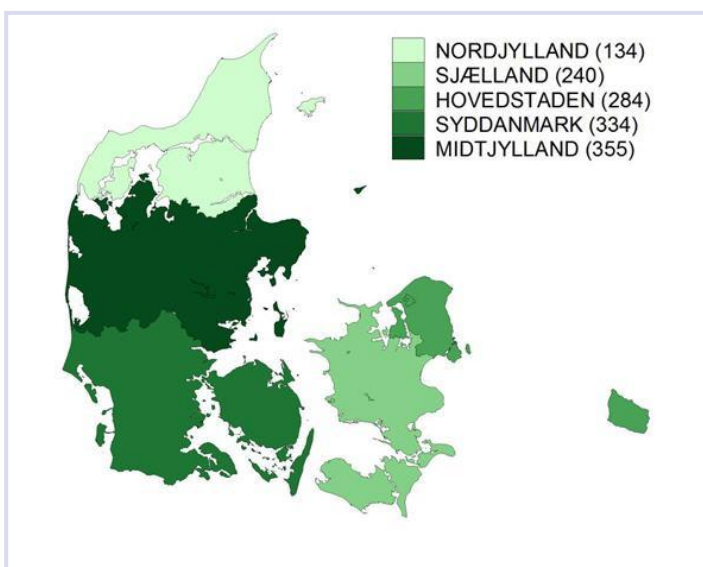 NORDJYLLAND (134)
SJÆLLAND (240)
HOVEDSTADEN (284)
SYDDANMARK (334)
MIDTJYLLAND (355)